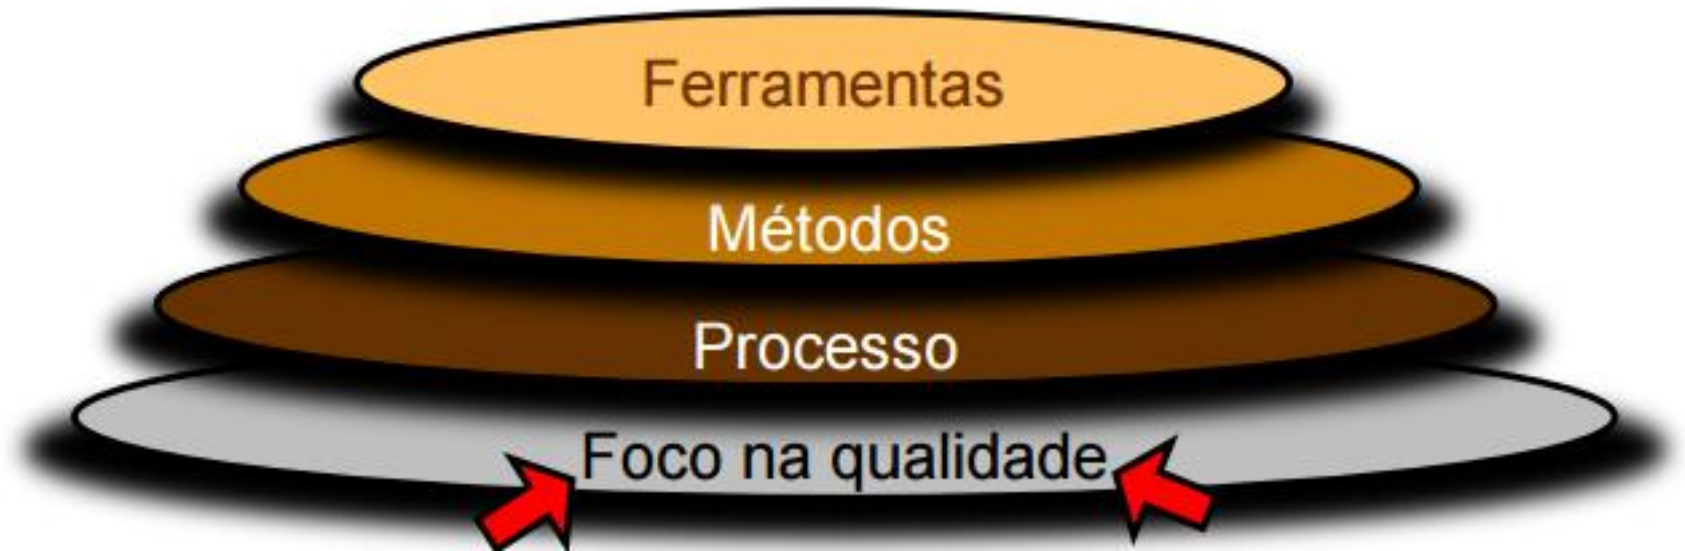 Ferramentas
Métodos
Processo
Foco na qualidade